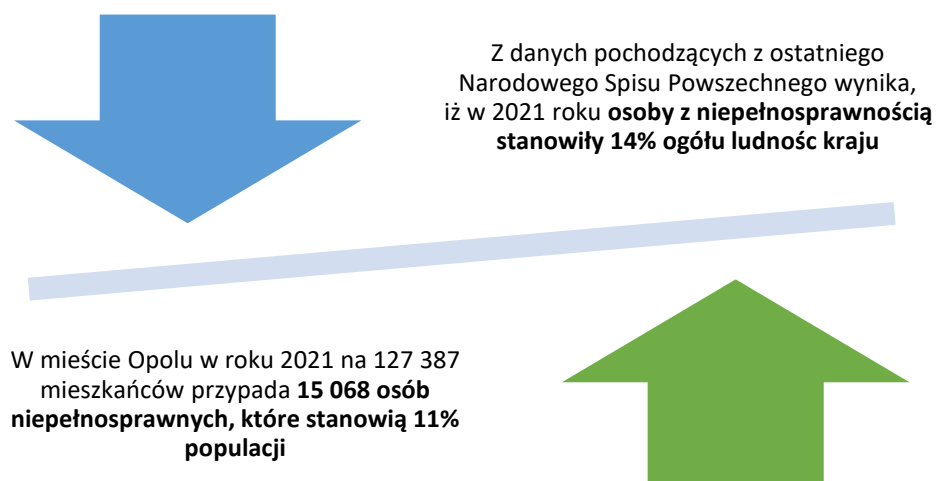 Z danych pochodzących z ostatniego
Narodowego Spisu Powszechnego wynika,
iż w 2021 roku osoby z niepełnosprawnością
stanowiły 14% ogółu ludnośc kraju
W mieście Opolu w roku 2021 na 127 387
mieszkańców przypada 15 068 osób
niepełnosprawnych, które stanowią 11%
populacji